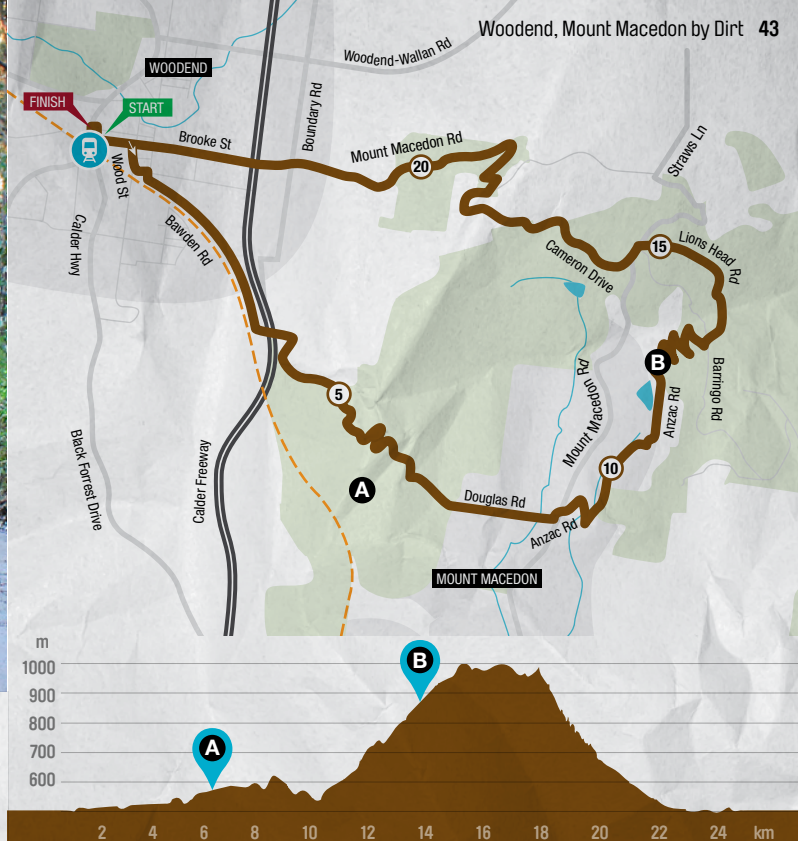 Woodend, Mount Macedon by Dirt 43
Woodend-Wallan Rd
WOODEND
FINISH
START
Brooke St
Boundary Rd
Mount Macedon Rd
20
Straws Ln
Wood St
Bawden Rd
Calder Hwy
Cameron Drive
15
Lions Head Rd
B
5
Mount Macepon Rd
Anzac Rd
Barringo Rd
Black Forrest Drive
Calder Freeway
A
10
Douglas Rd
Anzac Rd
MOUNT MACEDON
m
1000
900
800
700
600
A
B
2 4 6 8 10 12 14 16 18 20 22 24 km